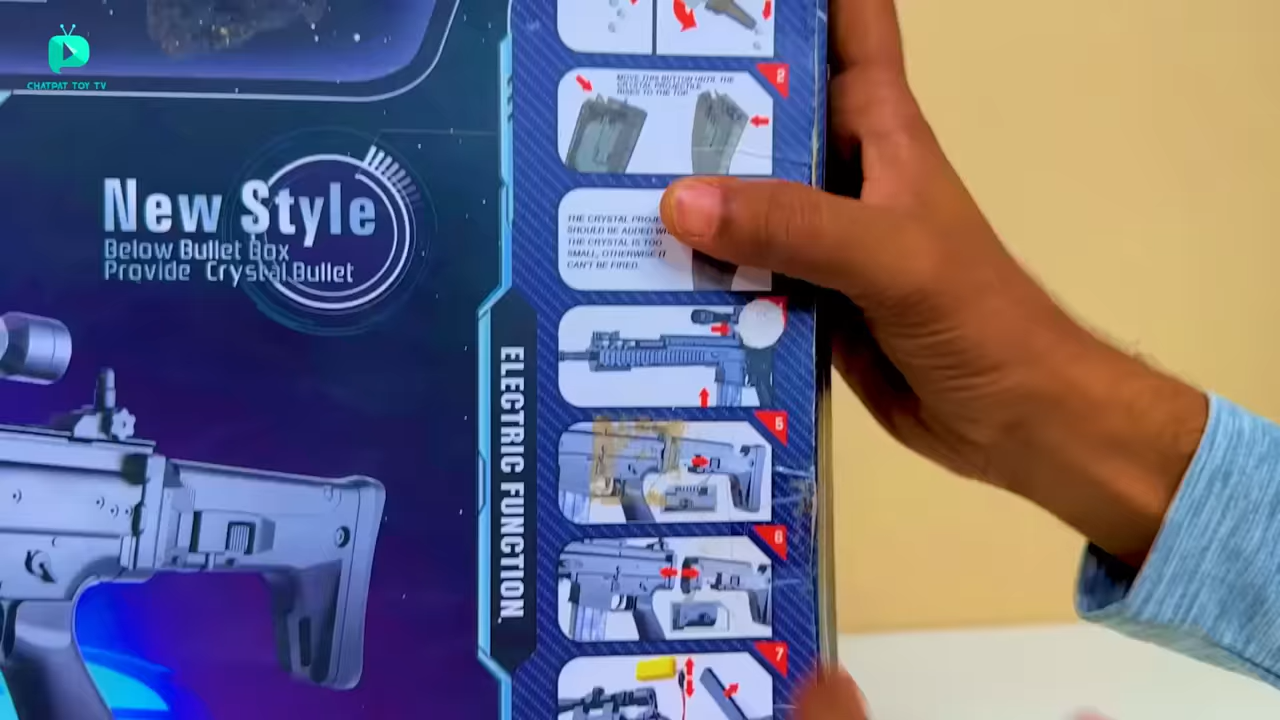 CHATPAT TOY TV
New Style
Below Bullet Box
Provide Crystal Bullet
ELECTRIC FUNCTION
2
MOVE THIS BUTTON UNTIL THE
CRYSTAL PROJECTILE
RISES TO THE TOP
THE CRYSTAL
SHOULD BE ADDED
THE CRYSTAL IS TOO
SMALL, OTHERWISE IT
CAN'T BE FIRED.
5
6
7